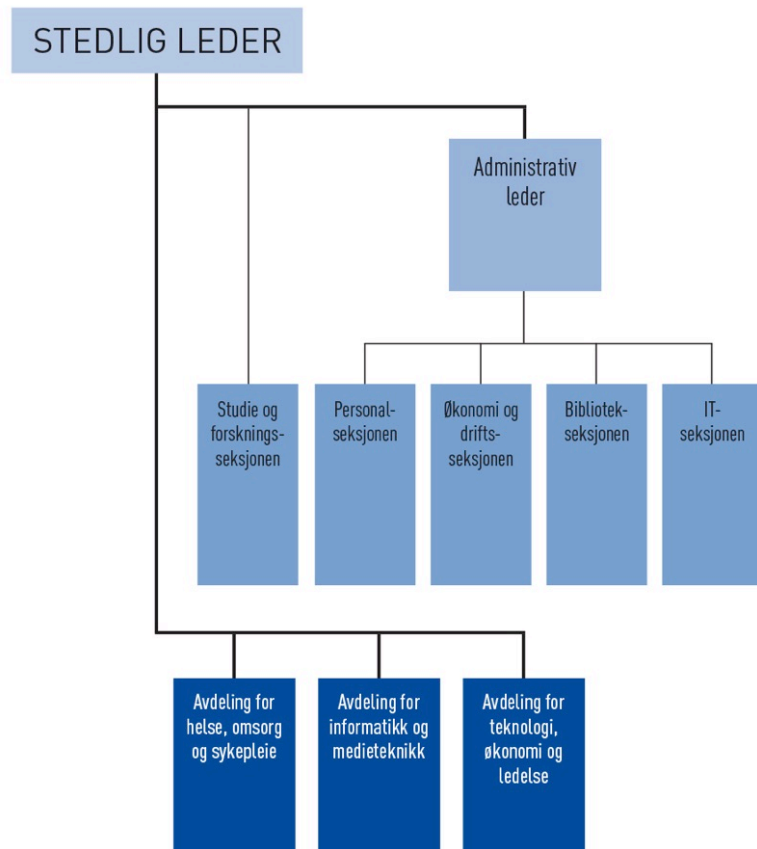 STEDLIG LEDER
Administrativ
leder
Studie og
forsknings-
seksjonen
Personal-
seksjonen
Økonomi og
drifts-
seksjonen
Bibliotek-
seksjonen
IT-
seksjonen
Avdeling for
helse, omsorg
og sykepleie
Avdeling for
informatikk og
medieteknikk
Avdeling for
teknologi,
økonomi og
ledelse